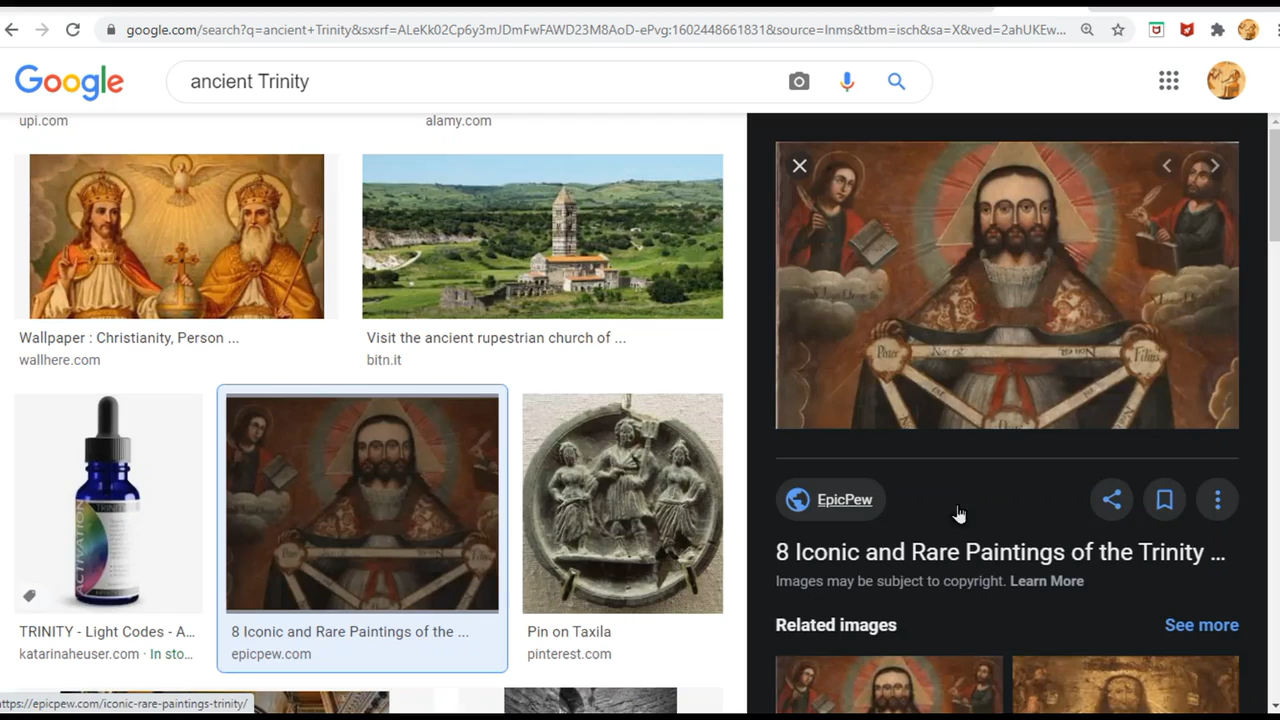 google.com/search?q=ancient+Trinity&sxsrf=ALeKk02Cp6y3mJDmFwFAWD23M8AoD-ePvg:1602448661831&source=lnms&tbm=isch&sa=X&ved=2ahUKEw...
Google
ancient Trinity
upi.com
alamy.com
Wallpaper : Christianity, Person ...
wallhere.com
Visit the ancient rupestrian church of ...
bitn.it
TRINITY
ACTIVATION
TRINITY - Light Codes - A...
katarinaheuser.com · In sto...
8 Iconic and Rare Paintings of the ...
epicpew.com
Pin on Taxila
pinterest.com
Pater
Non est
Filius
EpicPew
8 Iconic and Rare Paintings of the Trinity ...
Images may be subject to copyright. Learn More
Related images
See more
https://epicpew.com/iconic-rare-paintings-trinity/